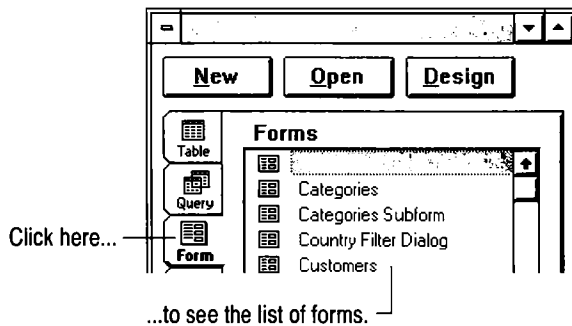 New Open Design
Table
Query
Form
Forms
Categories
Categories Subform
Country Filter Dialog
Customers
Click here...
...to see the list of forms.